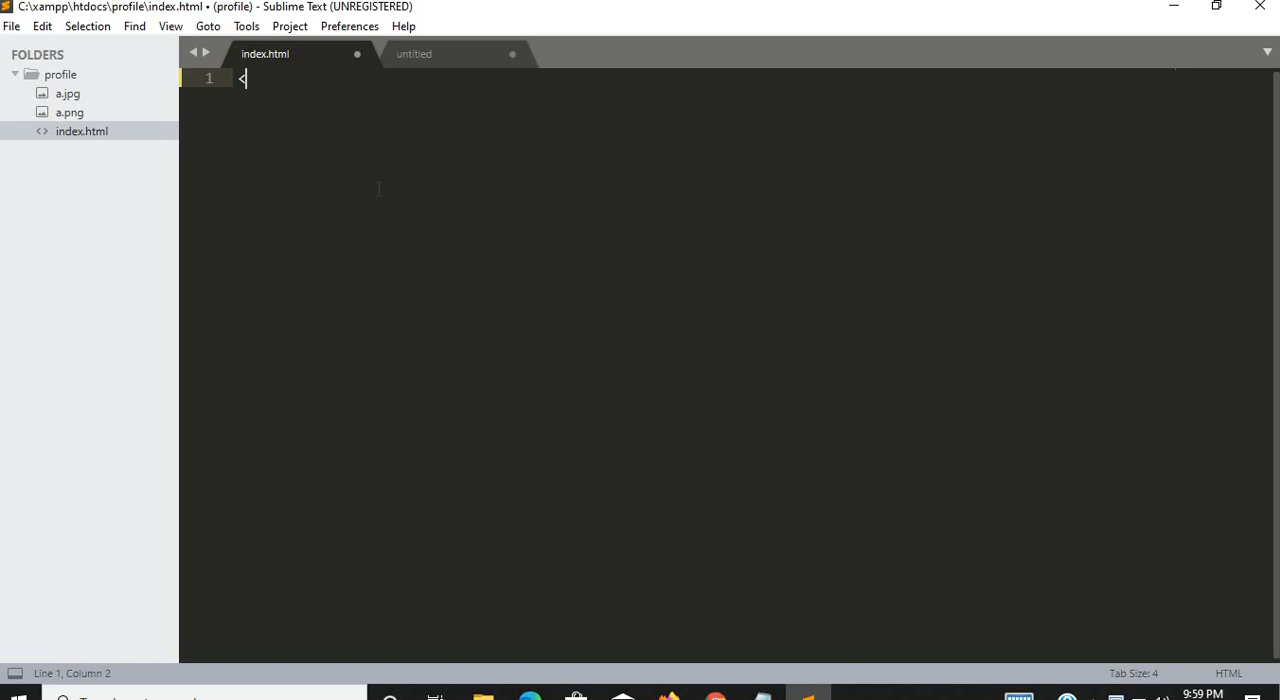 C:\xampp\htdocs\profile\index.html • (profile) - Sublime Text (UNREGISTERED)
File Edit Selection View Goto Tools Project Preferences Help
FOLDERS
profile
a.jpg
a.png
index.html
index.html
untitled
1 <
Line 1, Column 2
Tab Size: 4
HTML
9:59 PM